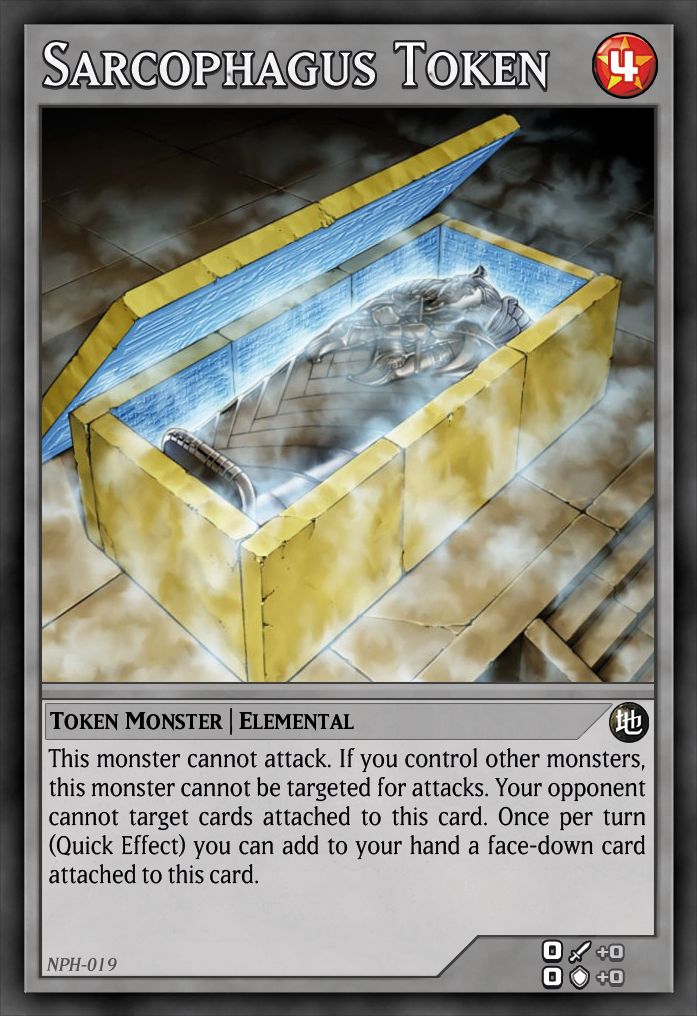 Sarcophagus Token
4
Token Monster | Elemental
This monster cannot attack. If you control other monsters,
this monster cannot be targeted for attacks. Your opponent
cannot target cards attached to this card. Once per turn
(Quick Effect) you can add to your hand a face-down card
attached to this card.
NPH-019
0 +0
0 +0